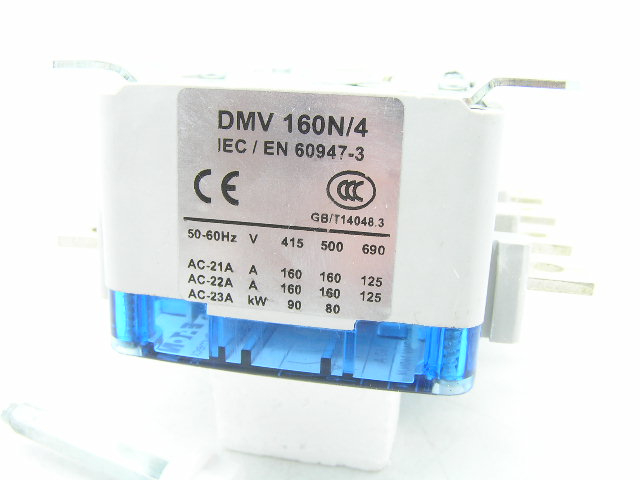 DMV 160N/4
IEC / EN 60947-3
CE CCC
GB/T14048.3
50-60Hz V 415 500 690
AC-21A A 160 160 125
AC-22A A 160 160 125
AC-23A kW 90 80